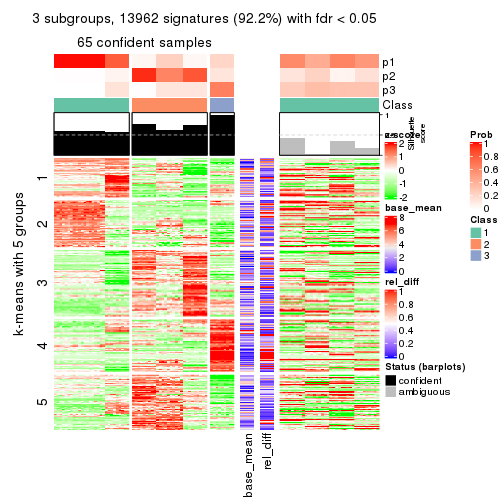 3 subgroups, 13962 signatures (92.2%) with fdr < 0.05
65 confident samples
p1
p2
p3
Class
1
Silhouette
score
k-means with 5 groups
1
2
3
4
5
base_mean
rel_diff
z-score
2
1
0
-1
-2
base_mean
8
6
4
2
0
rel_diff
1
0.8
0.6
0.4
0.2
0
Status (barplots)
confident
ambiguous
Prob
1
0.8
0.6
0.4
0.2
0
Class
1
2
3